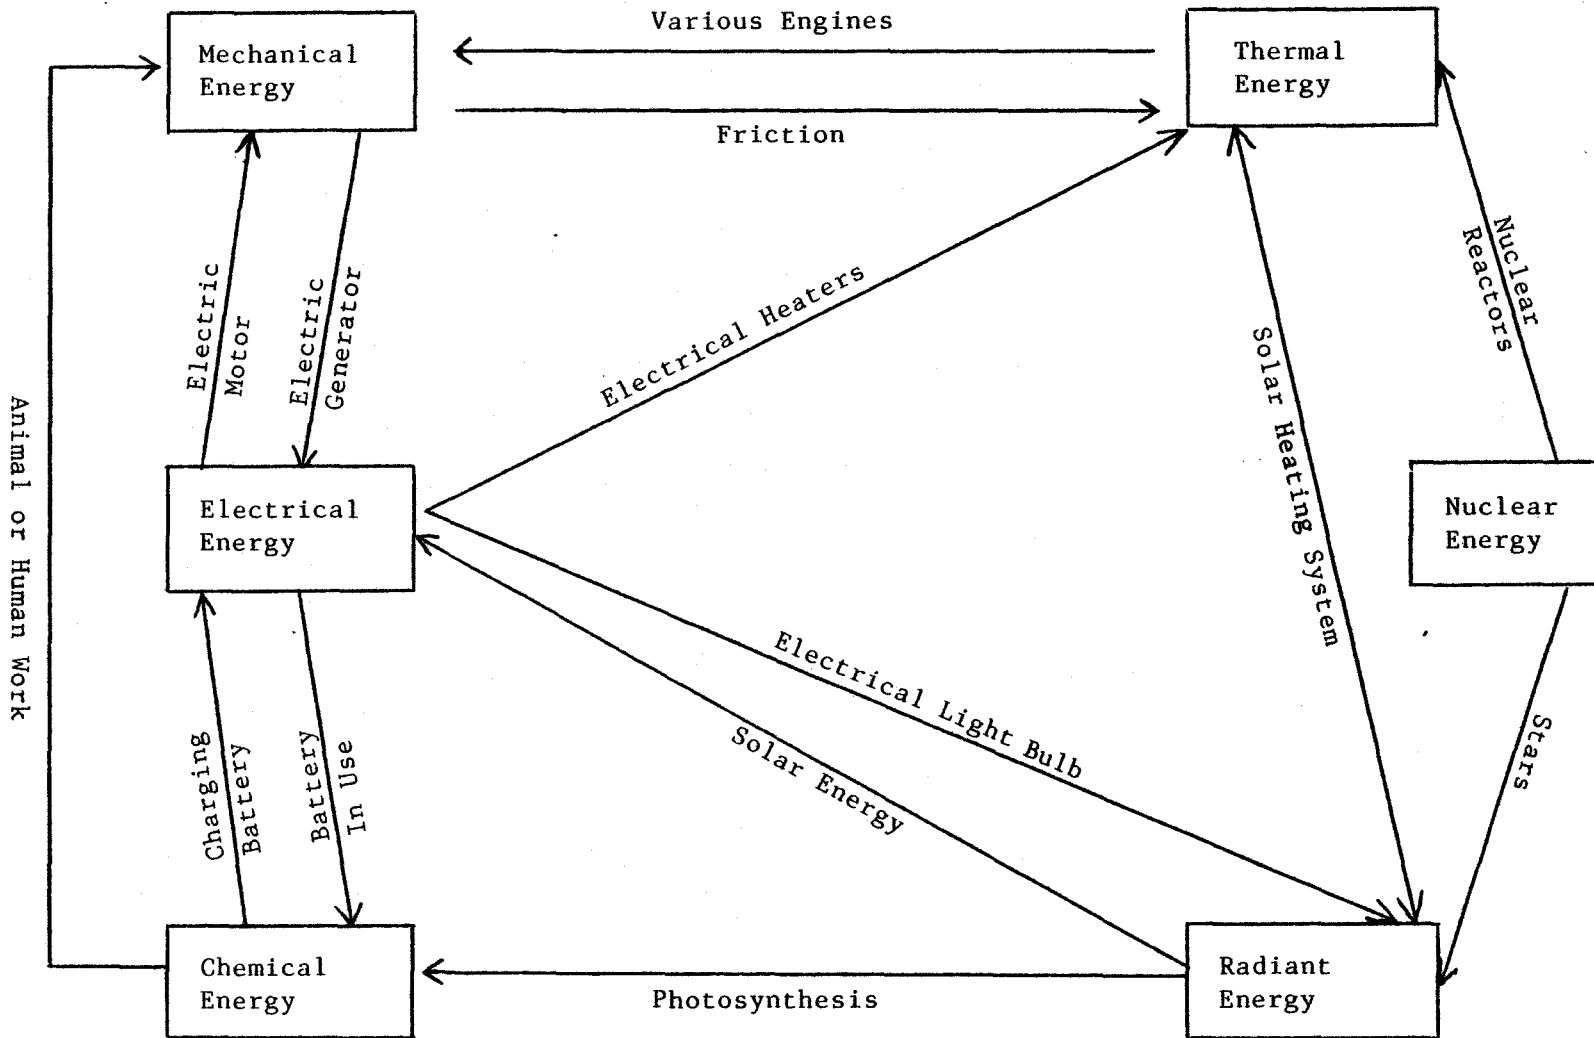 Various Engines
Mechanical
Energy
Thermal
Energy
Friction
Electric
Motor
Electric
Generator
Electrical Heaters
Nuclear
Reactors
Solar Heating System
Animal or Human Work
Electrical
Energy
Nuclear
Energy
Electrical Light Bulb
Solar Energy
Stars
Charging
Battery
Battery
In Use
Chemical
Energy
Photosynthesis
Radiant
Energy